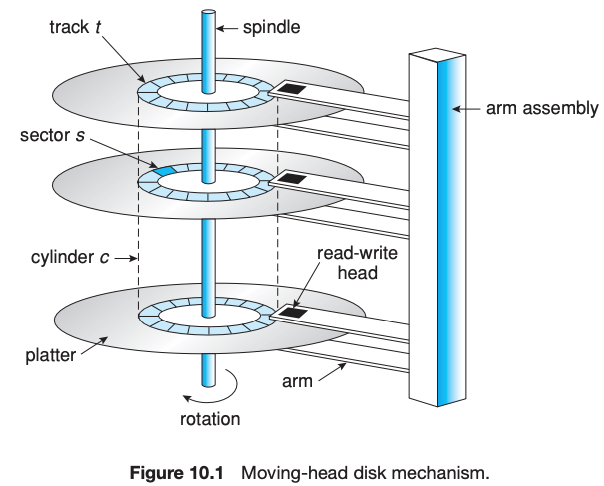 track t
spindle
arm assembly
sector s
cylinder c
read-write
head
platter
arm
rotation
Figure 10.1 Moving-head disk mechanism.